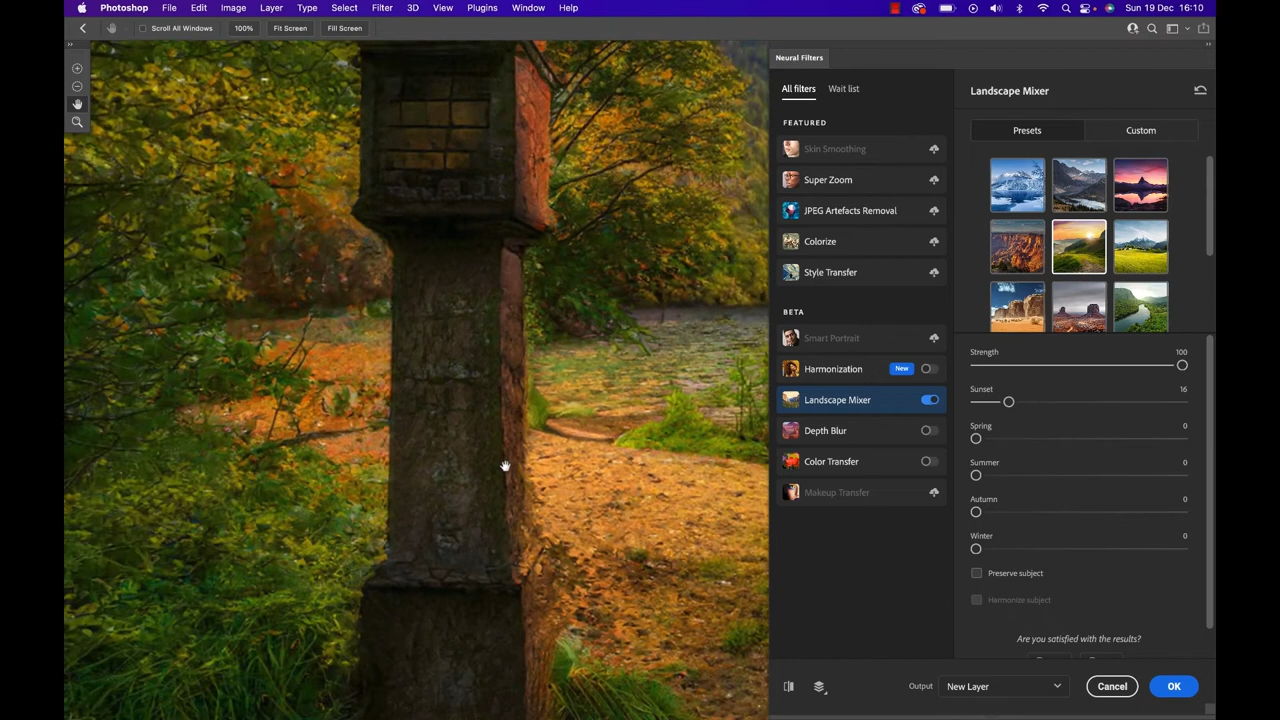 Photoshop File Edit Image Layer Type Select Filter 3D View Plugins Window Help Sun 19 Dec 16:10
Scroll All Windows 100% Fit Screen Fill Screen
Neural Filters
All filters Wait list
FEATURED
Skin Smoothing
Super Zoom
JPEG Artefacts Removal
Colorize
Style Transfer
BETA
Smart Portrait
Harmonization New
Landscape Mixer
Depth Blur
Color Transfer
Makeup Transfer
Landscape Mixer
Presets Custom
Strength 100
Sunset 16
Spring 0
Summer 0
Autumn 0
Winter 0
Preserve subject
Harmonize subject
Are you satisfied with the results?
Output New Layer Cancel OK